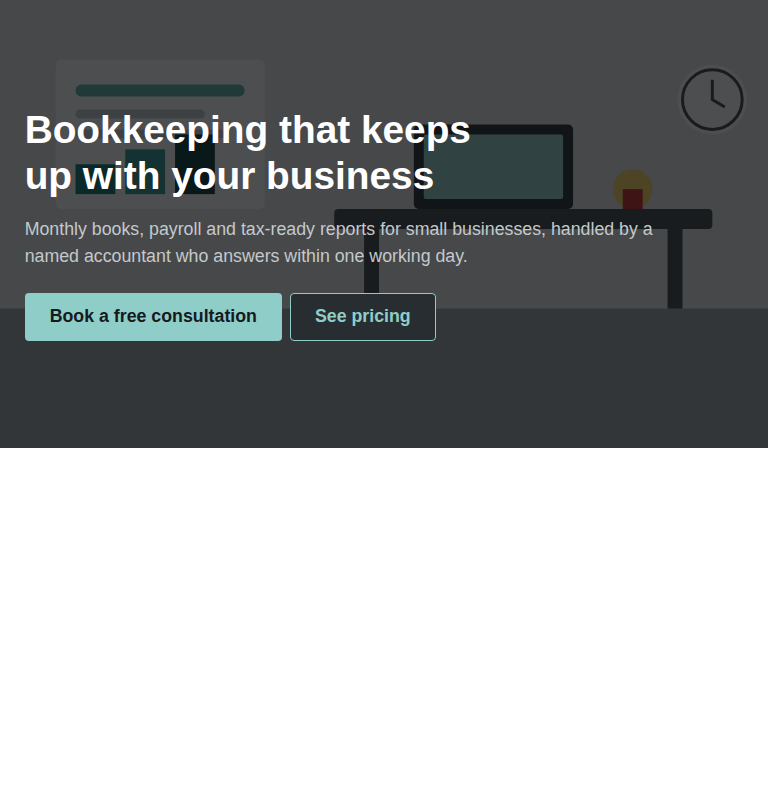 Bookkeeping that keeps
up with your business
Monthly books, payroll and tax-ready reports for small businesses, handled by a
named accountant who answers within one working day.
Book a free consultation
See pricing